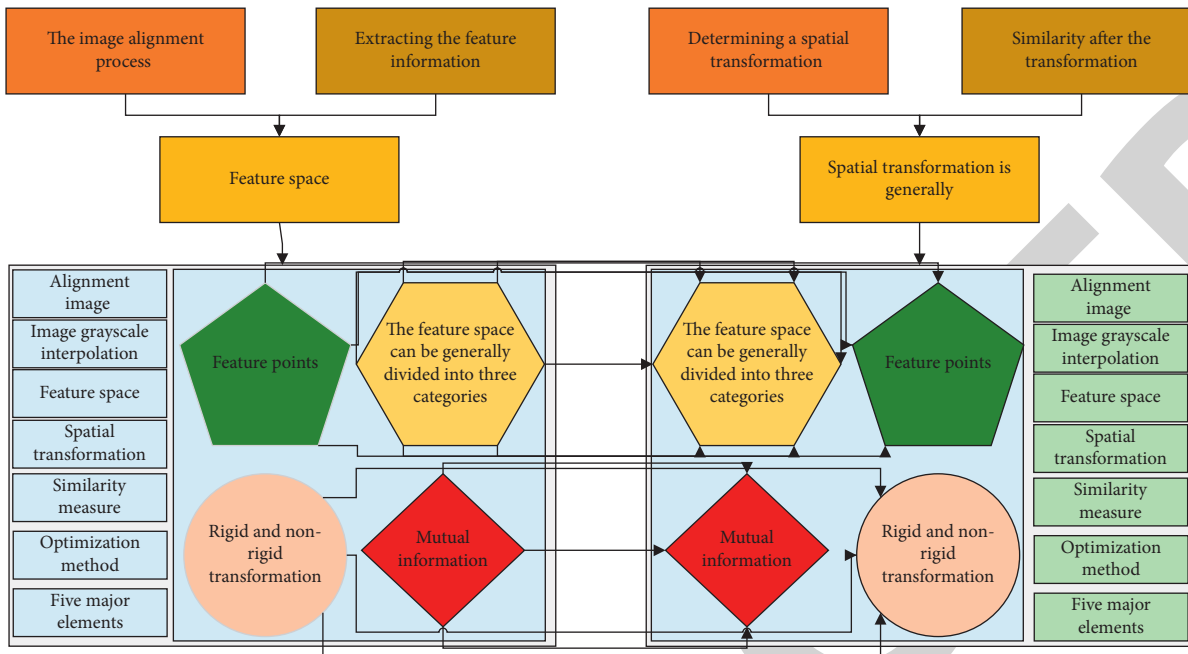 The image alignment
process
Extracting the feature
information
Determining a spatial
transformation
Similarity after the
transformation
Feature space
Spatial transformation is
generally
Alignment
image
Image grayscale
interpolation
Feature space
Spatial
transformation
Similarity
measure
Optimization
method
Five major
elements
Feature points
The feature space
can be generally
divided into three
categories
Rigid and non-
rigid
transformation
Mutual
information
The feature space
can be generally
divided into three
categories
Feature points
Mutual
information
Rigid and non-
rigid
transformation
Alignment
image
Image grayscale
interpolation
Feature space
Spatial
transformation
Similarity
measure
Optimization
method
Five major
elements